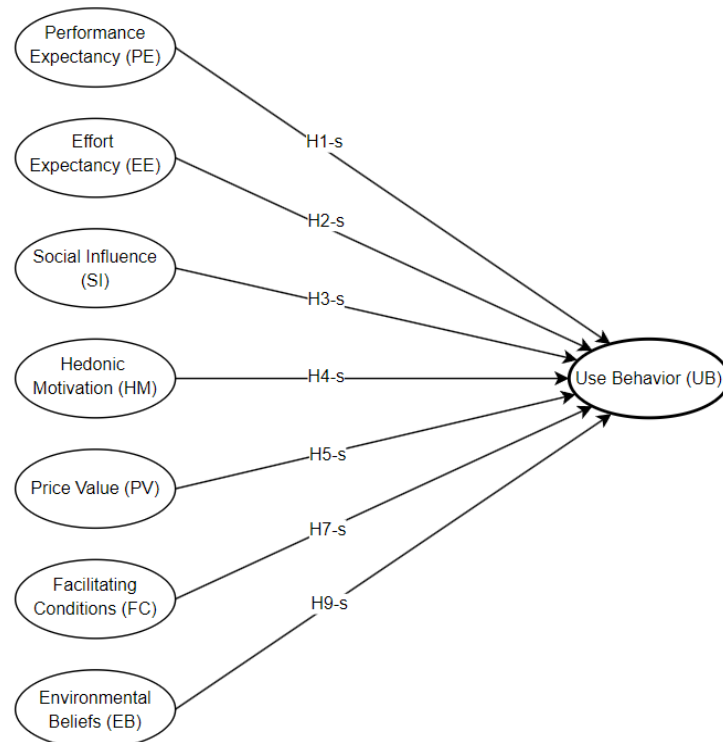 Performance
Expectancy (PE)
H1-s
Effort
Expectancy (EE)
H2-s
Social Influence
(SI)
H3-s
Hedonic
Motivation (HM)
H4-s
Use Behavior (UB)
Price Value (PV)
H5-s
Facilitating
Conditions (FC)
H7-s
Environmental
Beliefs (EB)
H9-s